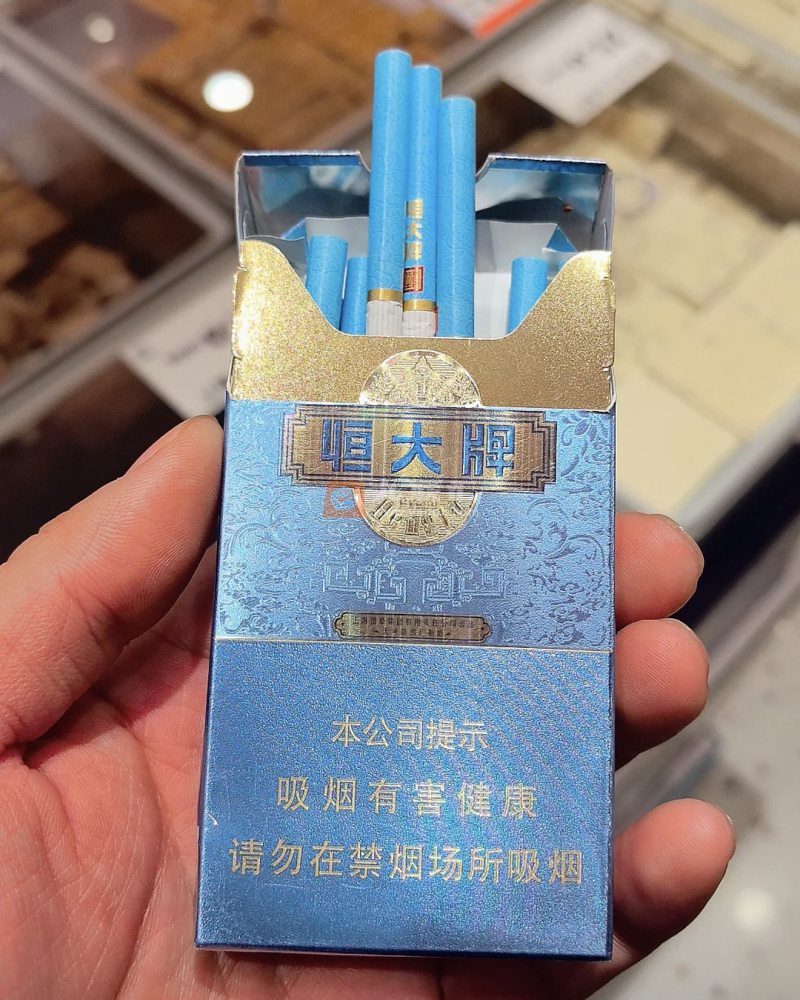 恒大牌
恒大牌
本公司提示
吸烟有害健康
请勿在禁烟场所吸烟